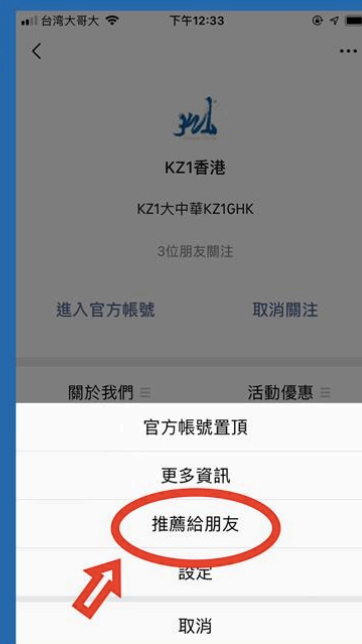 台湾大哥大 下午12:33
KZ1香港
KZ1大中華KZ1GHK
3位朋友關注
進入官方帳號 取消關注
關於我們 活動優惠
官方帳號置頂
更多資訊
推薦給朋友
設定
取消